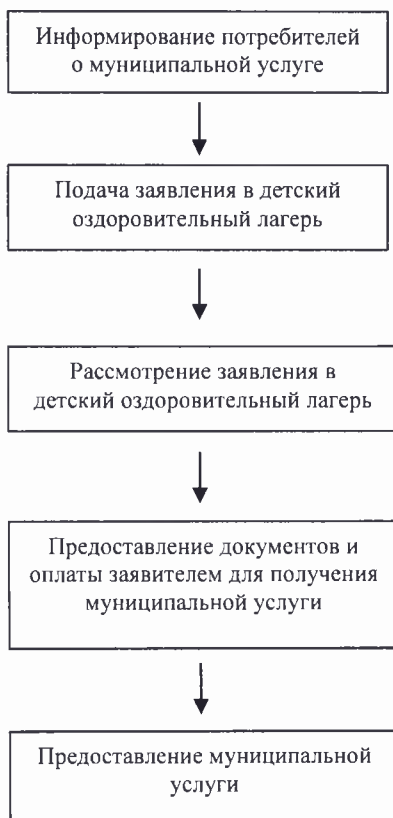 Информирование потребителей
о муниципальной услуге
Подача заявления в детский
оздоровительный лагерь
Рассмотрение заявления в
детский оздоровительный лагерь
Предоставление документов и
оплаты заявителем для получения
муниципальной услуги
Предоставление муниципальной
услуги